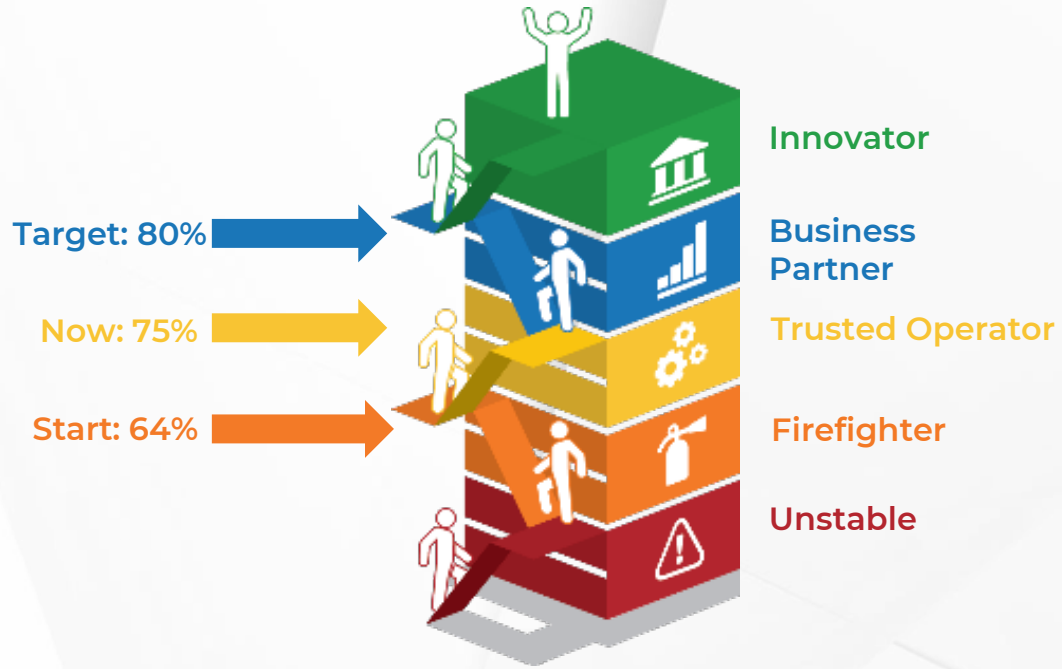 Innovator
Target: 80%
Business
Partner
Now: 75%
Trusted Operator
Start: 64%
Firefighter
Unstable